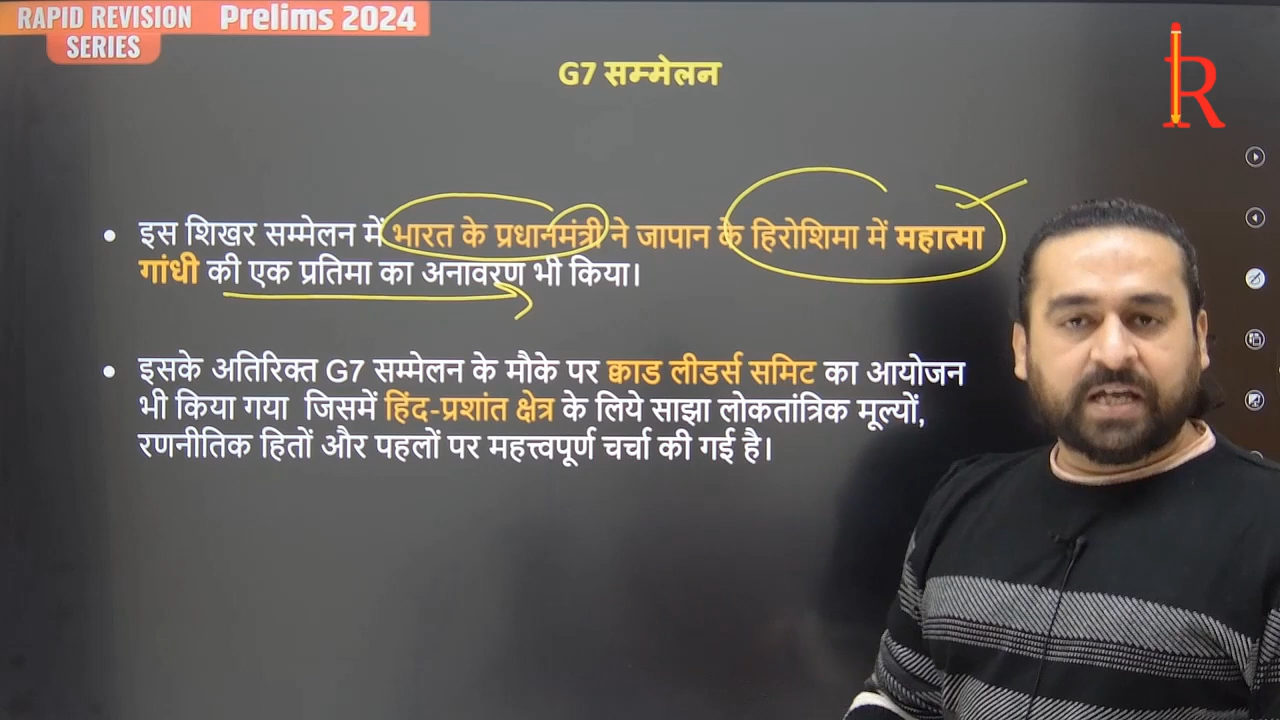 RAPID REVISION
SERIES
Prelims 2024
R
G7 सम्मेलन
इस शिखर सम्मेलन में भारत के प्रधानमंत्री ने जापान के हिरोशिमा में महात्मा
गांधी की एक प्रतिमा का अनावरण भी किया।
इसके अतिरिक्त G7 सम्मेलन के मौके पर क्वाड लीडर्स समिट का आयोजन
भी किया गया जिसमें हिंद-प्रशांत क्षेत्र के लिये साझा लोकतांत्रिक मूल्यों,
रणनीतिक हितों और पहलों पर महत्त्वपूर्ण चर्चा की गई है।